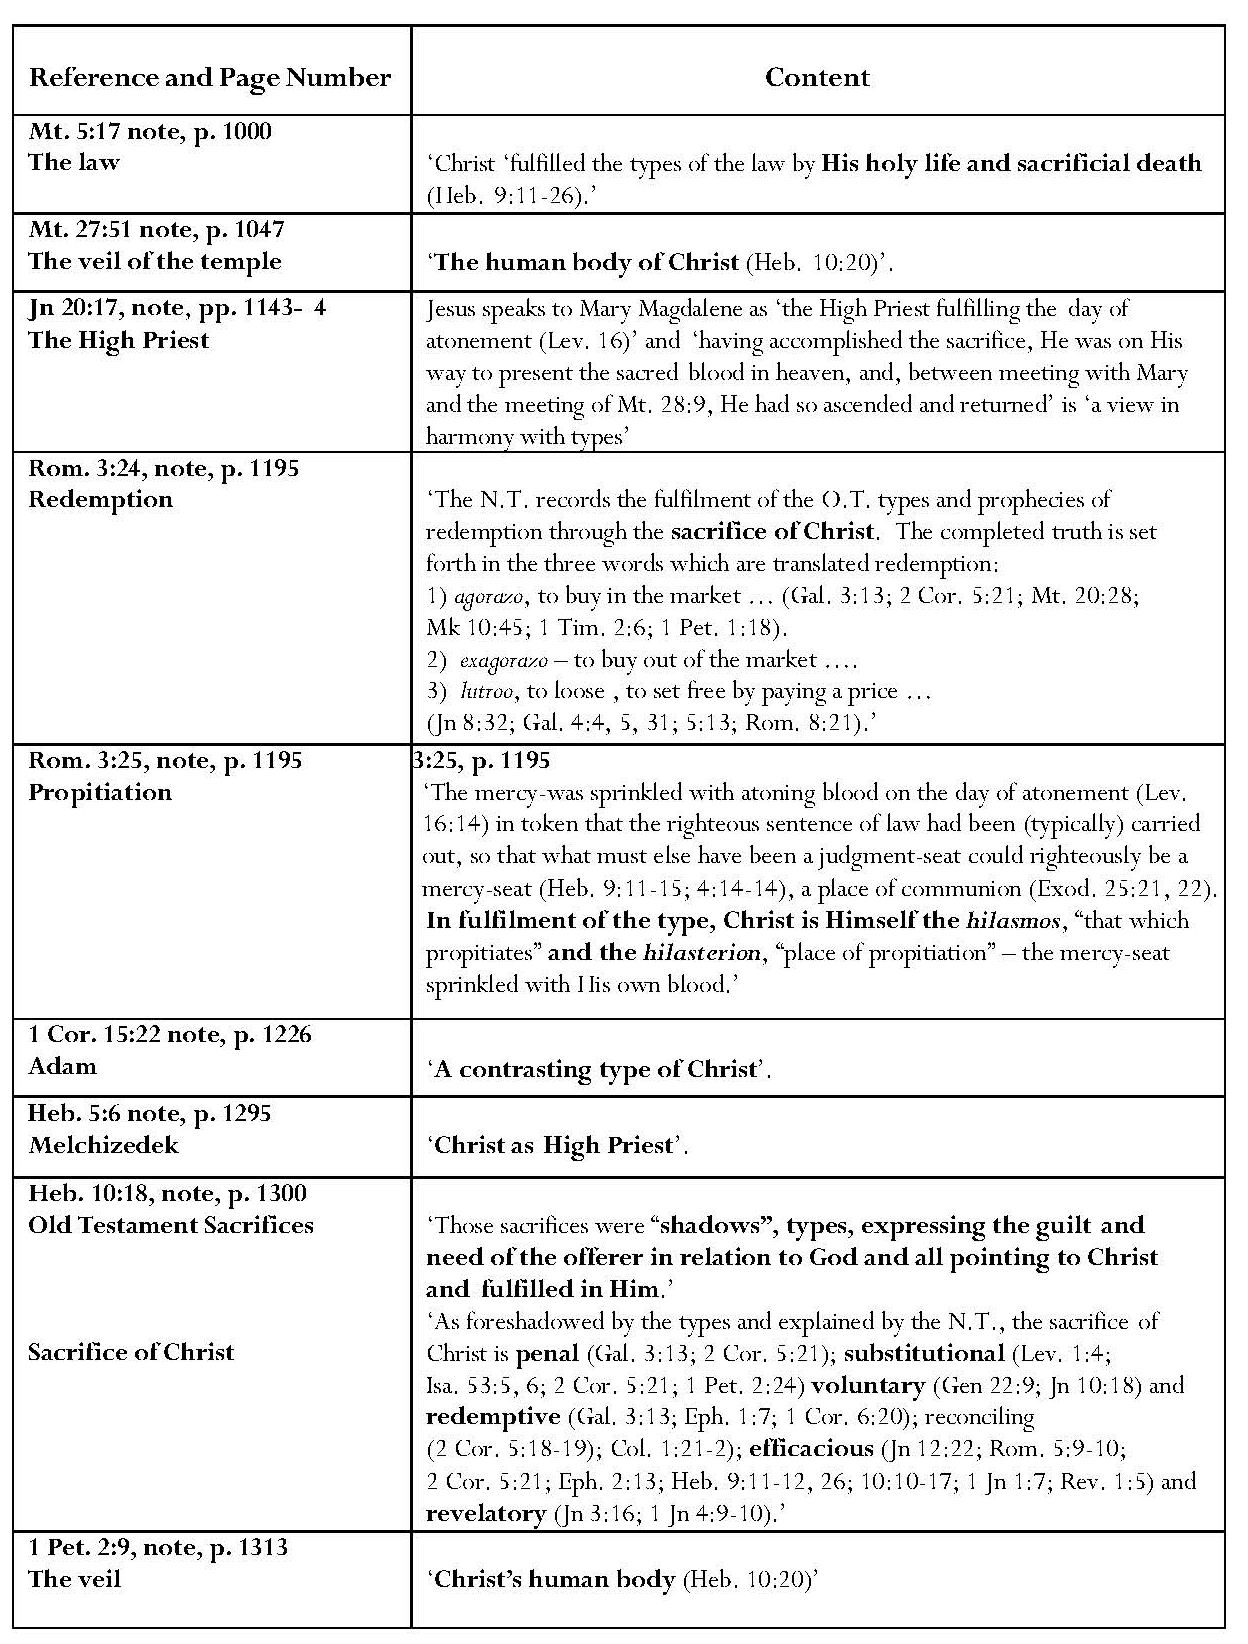 Reference and Page Number
Content
Mt. 5:17 note, p. 1000
The law
‘Christ ‘fulfilled the types of the law by His holy life and sacrificial death
(Heb. 9:11-26).’
Mt. 27:51 note, p. 1047
The veil of the temple
‘The human body of Christ (Heb. 10:20)’.
Jn 20:17, note, pp. 1143- 4
The High Priest
Jesus speaks to Mary Magdalene as ‘the High Priest fulfilling the day of
atonement (Lev. 16)’ and ‘having accomplished the sacrifice, He was on His
way to present the sacred blood in heaven, and, between meeting with Mary
and the meeting of Mt. 28:9, He had so ascended and returned’ is ‘a view in
harmony with types’
Rom. 3:24, note, p. 1195
Redemption
‘The N.T. records the fulfilment of the O.T. types and prophecies of
redemption through the sacrifice of Christ. The completed truth is set
forth in the three words which are translated redemption:
1) agorazo, to buy in the market … (Gal. 3:13; 2 Cor. 5:21; Mt. 20:28;
Mk 10:45; 1 Tim. 2:6; 1 Pet. 1:18).
2) exagorazo – to buy out of the market ….
3) lutroo, to loose , to set free by paying a price …
(Jn 8:32; Gal. 4:4, 5, 31; 5:13; Rom. 8:21).’
Rom. 3:25, note, p. 1195
Propitiation
3:25, p. 1195
‘The mercy-was sprinkled with atoning blood on the day of atonement (Lev.
16:14) in token that the righteous sentence of law had been (typically) carried
out, so that what must else have been a judgment-seat could righteously be a
mercy-seat (Heb. 9:11-15; 4:14-14), a place of communion (Exod. 25:21, 22).
In fulfilment of the type, Christ is Himself the hilasmos, “that which
propitiates” and the hilasterion, “place of propitiation” – the mercy-seat
sprinkled with His own blood.’
1 Cor. 15:22 note, p. 1226
Adam
‘A contrasting type of Christ’.
Heb. 5:6 note, p. 1295
Melchizedek
‘Christ as High Priest’.
Heb. 10:18, note, p. 1300
Old Testament Sacrifices
‘Those sacrifices were “shadows”, types, expressing the guilt and
need of the offerer in relation to God and all pointing to Christ
and fulfilled in Him.’
‘As foreshadowed by the types and explained by the N.T., the sacrifice of
Sacrifice of Christ
Christ is penal (Gal. 3:13; 2 Cor. 5:21); substitutional (Lev. 1:4;
Isa. 53:5, 6; 2 Cor. 5:21; 1 Pet. 2:24) voluntary (Gen 22:9; Jn 10:18) and
redemptive (Gal. 3:13; Eph. 1:7; 1 Cor. 6:20); reconciling
(2 Cor. 5:18-19); Col. 1:21-2); efficacious (Jn 12:22; Rom. 5:9-10;
2 Cor. 5:21; Eph. 2:13; Heb. 9:11-12, 26; 10:10-17; 1 Jn 1:7; Rev. 1:5) and
revelatory (Jn 3:16; 1 Jn 4:9-10).’
1 Pet. 2:9, note, p. 1313
The veil
‘Christ’s human body (Heb. 10:20)’